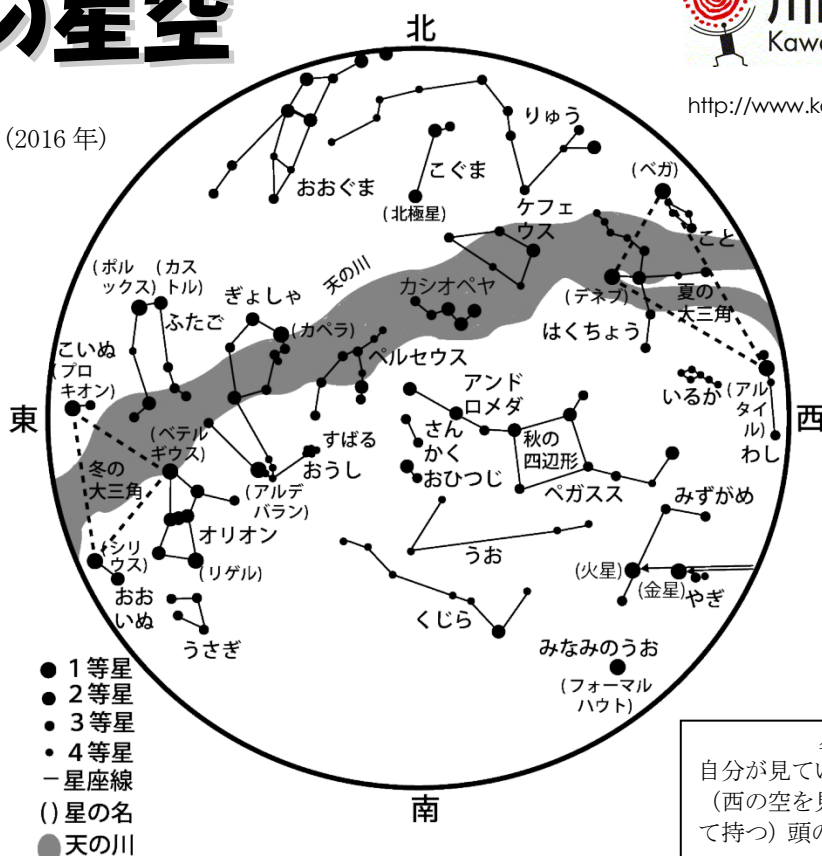 の星空
(2016 年)
Kawa
http://www.k
北
りゅう
(ベガ)
おおぐま
こぐま
(北極星)
ケフェ
ウス
こと
(ポル
ックス)
(カス
トル)
ぎょしゃ
天の川
カシオペヤ
(デネブ)
夏の
大三角
ふたご
(カペラ)
はくちょう
こいぬ
(プロ
キオン)
ペルセウス
いるか
(アル
タイ
ル)
わし
アンド
ロメダ
東
西
さん
かく
秋の
四辺形
(ベテル
ギウス)
すばる
おうし
おひつじ
ペガスス
みずがめ
冬の
大三角
(アルデ
バラン)
オリオン
うお
(シリ
ウス)
(リゲル)
(火星)
(金星)
やぎ
おお
いぬ
うさぎ
くじら
みなみのうお
(フォーマル
ハウト)
● 1等星
● 2等星
• 3等星
• 4等星
－星座線
() 星の名
天の川
南
自分が見てい
(西の空を見
て持つ) 頭の